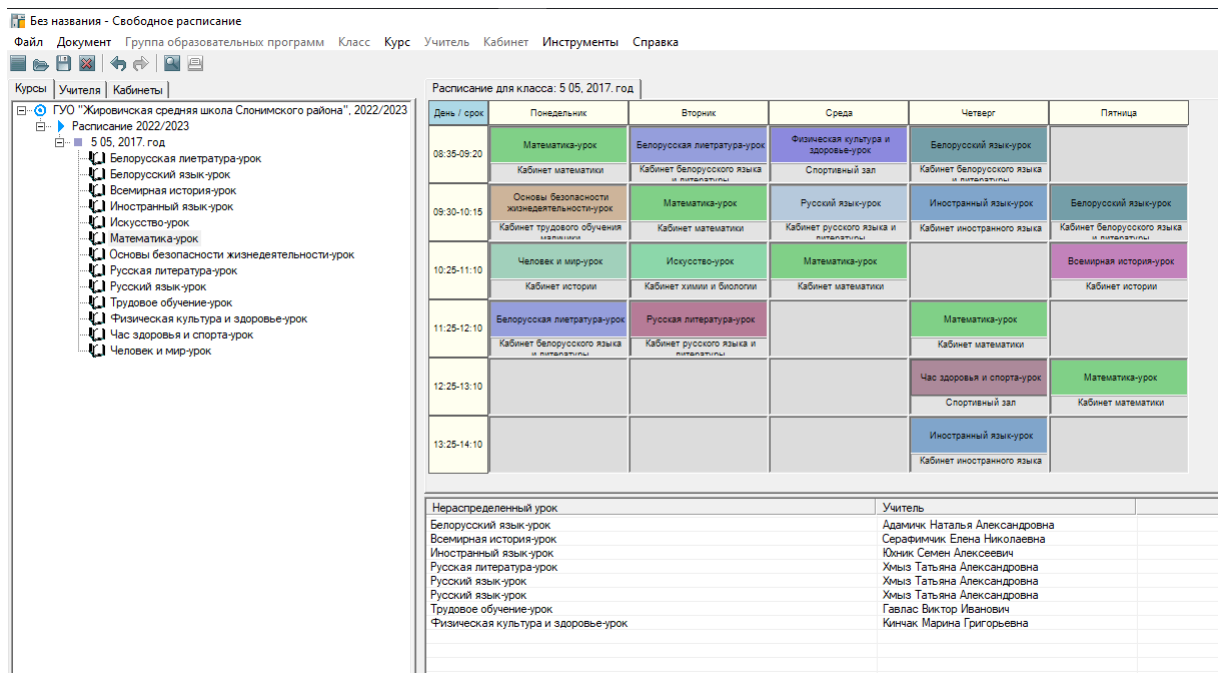 Без названия - Свободное расписание
Файл Документ Группа образовательных программ Класс Курс Учитель Кабинет Инструменты Справка
Курсы Учителя Кабинеты
ГУО "Жировичская средняя школа Слонимского района", 2022/2023
Расписание 2022/2023
5 05, 2017. год
Белорусская лиетратура-урок
Белорусский язык-урок
Всемирная история-урок
Иностранный язык-урок
Искусство-урок
Математика-урок
Основы безопасности жизнедеятельности-урок
Русская литература-урок
Русский язык-урок
Трудовое обучение-урок
Физическая культура и здоровье-урок
Час здоровья и спорта-урок
Человек и мир-урок
Расписание для класса: 5 05, 2017. год
День / срок Понедельник Вторник Среда Четверг Пятница
08:35-09:20
Математика-урок
Кабинет математики
Белорусская лиетратура-урок
Кабинет белорусского языка
и литературы
Физическая культура и
здоровье-урок
Спортивный зал
Белорусский язык-урок
Кабинет белорусского языка
и литературы
09:30-10:15
Основы безопасности
жизнедеятельности-урок
Кабинет трудового обучения
Математика-урок
Кабинет математики
Русский язык-урок
Кабинет русского языка и
литературы
Иностранный язык-урок
Кабинет иностранного языка
Белорусский язык-урок
Кабинет белорусского языка
и литературы
10:25-11:10
Человек и мир-урок
Кабинет истории
Искусство-урок
Кабинет химии и биологии
Математика-урок
Кабинет математики
Всемирная история-урок
Кабинет истории
11:25-12:10
Белорусская лиетратура-урок
Кабинет белорусского языка
и литературы
Русская литература-урок
Кабинет русского языка и
литературы
Математика-урок
Кабинет математики
12:25-13:10
Час здоровья и спорта-урок
Спортивный зал
Математика-урок
Кабинет математики
13:25-14:10
Иностранный язык-урок
Кабинет иностранного языка
Нераспределенный урок Учитель
Белорусский язык-урок Адамичк Наталья Александровна
Всемирная история-урок Серафимчик Елена Николаевна
Иностранный язык-урок Юхник Семен Алексеевич
Русская литература-урок Хмыз Татьяна Александровна
Русский язык-урок Хмыз Татьяна Александровна
Русский язык-урок Хмыз Татьяна Александровна
Трудовое обучение-урок Гавлас Виктор Иванович
Физическая культура и здоровье-урок Кинчак Марина Григорьевна